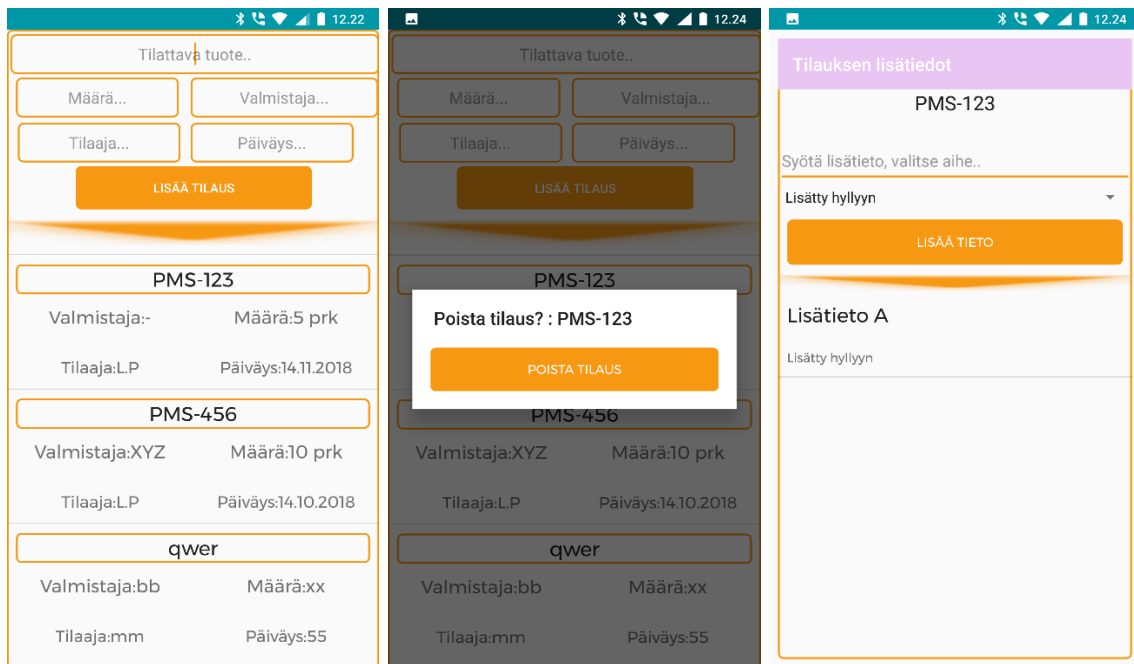 12.22
Tilattava tuote..
Määrä...
Valmistaja...
Tilaaja...
Päiväys...
LISÄÄ TILAUS
PMS-123
Valmistaja:-
Määrä:5 prk
Tilaaja:L.P
Päiväys:14.11.2018
PMS-456
Valmistaja:XYZ
Määrä:10 prk
Tilaaja:L.P
Päiväys:14.10.2018
qwer
Valmistaja:bb
Määrä:xx
Tilaaja:mm
Päiväys:55
12.24
Tilattava tuote..
Määrä...
Valmistaja...
Tilaaja...
Päiväys...
LISÄÄ TILAUS
PMS-123
Poista tilaus? : PMS-123
POISTA TILAUS
PMS-456
Valmistaja:XYZ
Määrä:10 prk
Tilaaja:L.P
Päiväys:14.10.2018
qwer
Valmistaja:bb
Määrä:xx
Tilaaja:mm
Päiväys:55
12.24
Tilauksen lisätiedot
PMS-123
Syötä lisätieto, valitse aihe..
Lisätty hyllyyn
LISÄÄ TIETO
Lisätieto A
Lisätty hyllyyn